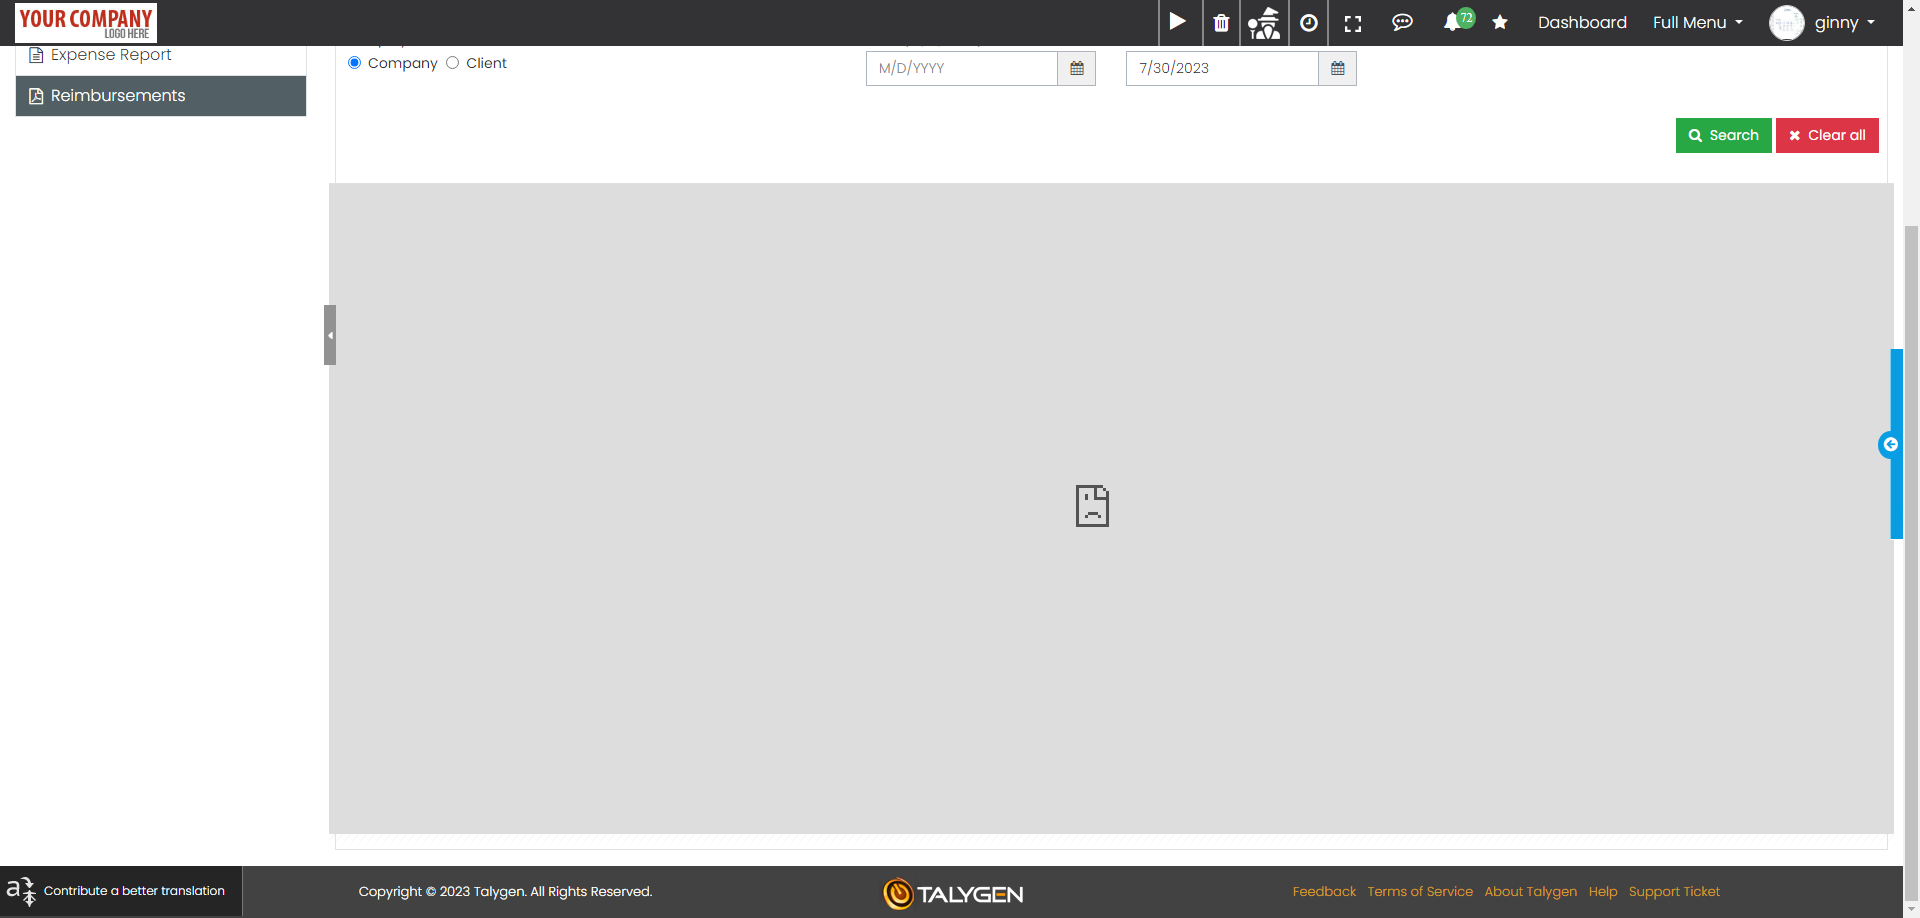 YOUR COMPANY
LOGO HERE
72
Dashboard
Full Menu
ginny
Expense Report
Reimbursements
Company
Client
M/D/YYYY
7/30/2023
Search
Clear all
Contribute a better translation
Copyright © 2023 Talygen. All Rights Reserved.
TALYGEN
Feedback
Terms of Service
About Talygen
Help
Support Ticket